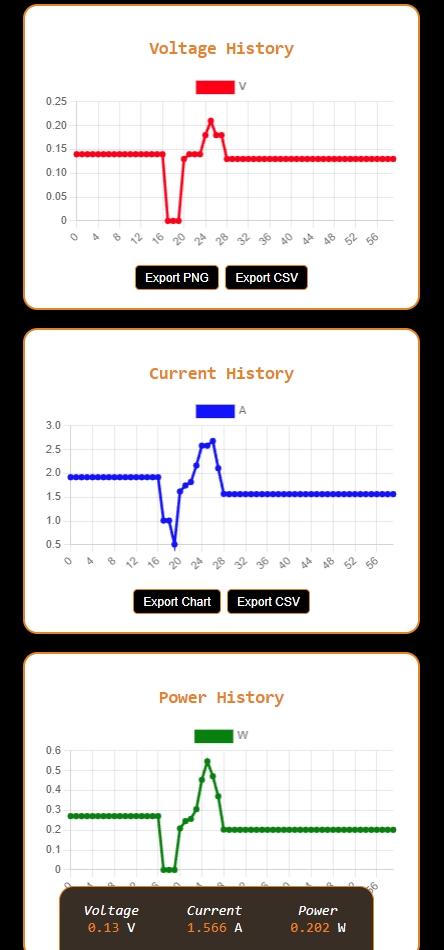 Voltage History
V
0.25
0.20
0.15
0.10
0.05
0
0 4 8 12 16 20 24 28 32 36 40 44 48 52 56
Export PNG Export CSV
Current History
A
3.0
2.5
2.0
1.5
1.0
0.5
0 4 8 12 16 20 24 28 32 36 40 44 48 52 56
Export Chart Export CSV
Power History
W
0.6
0.5
0.4
0.3
0.2
0.1
0
Voltage Current Power
0.13 V 1.566 A 0.202 W